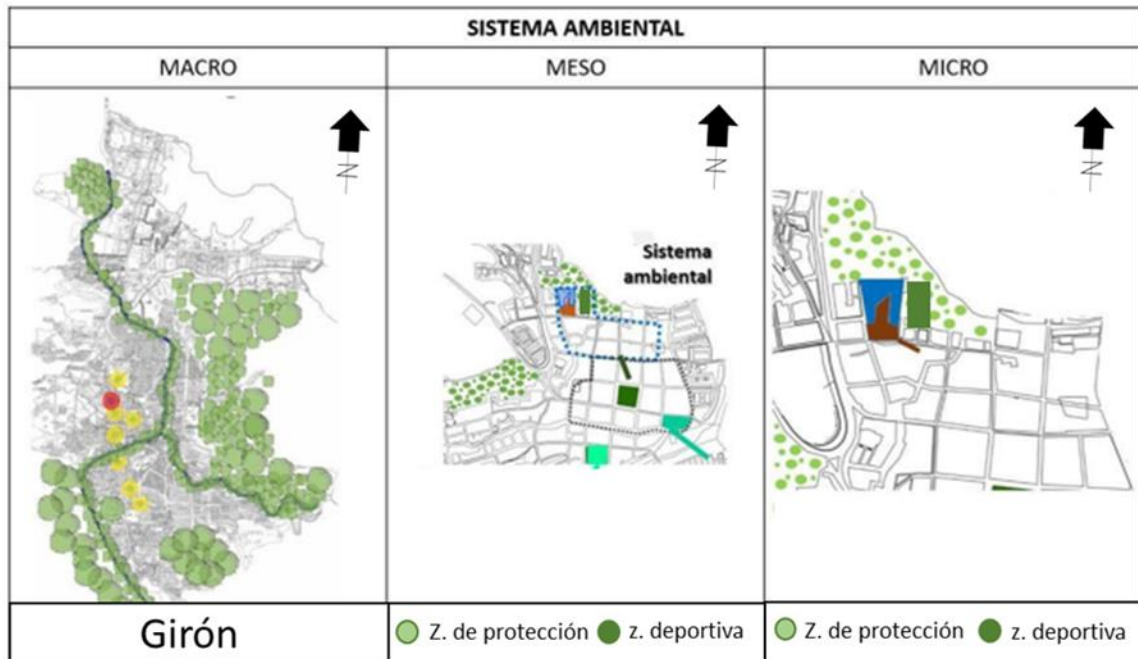 SISTEMA AMBIENTAL
MACRO
MESO
MICRO
N
N
N
Sistema
ambiental
Girón
Z. de protección z. deportiva
Z. de protección z. deportiva